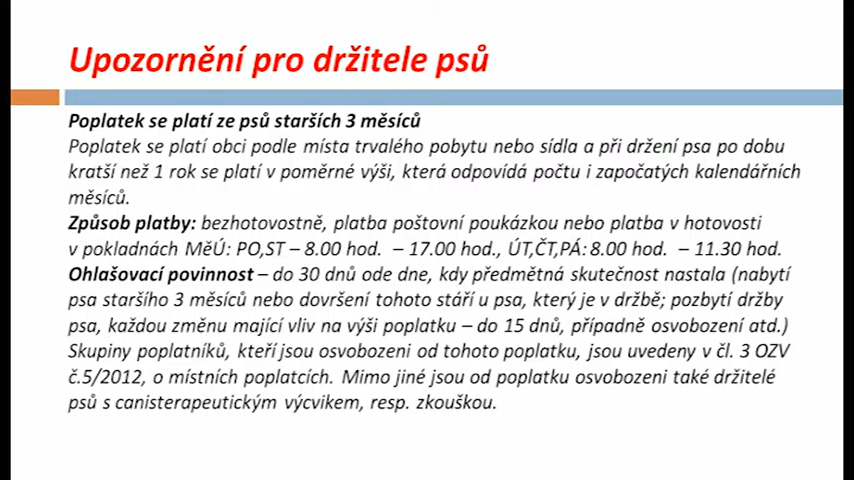 Upozornění pro držitele psů
Poplatek se platí ze psů starších 3 měsíců
Poplatek se platí obci podle místa trvalého pobytu nebo sídla a při držení psa po dobu
kratší než 1 rok se platí v poměrné výši, která odpovídá počtu i započatých kalendářních
měsíců.
Způsob platby: bezhotovostně, platba poštovní poukázkou nebo platba v hotovosti
v pokladnách MěÚ: PO,ST – 8.00 hod. – 17.00 hod., ÚT,ČT,PÁ: 8.00 hod. – 11.30 hod.
Ohlašovací povinnost – do 30 dnů ode dne, kdy předmětná skutečnost nastala (nabytí
psa staršího 3 měsíců nebo dovršení tohoto stáří u psa, který je v držbě; pozbytí držby
psa, každou změnu mající vliv na výši poplatku – do 15 dnů, případně osvobození atd.)
Skupiny poplatníků, kteří jsou osvobozeni od tohoto poplatku, jsou uvedeny v čl. 3 OZV
č.5/2012, o místních poplatcích. Mimo jiné jsou od poplatku osvobozeni také držitelé
psů s canisterapeutickým výcvikem, resp. zkouškou.